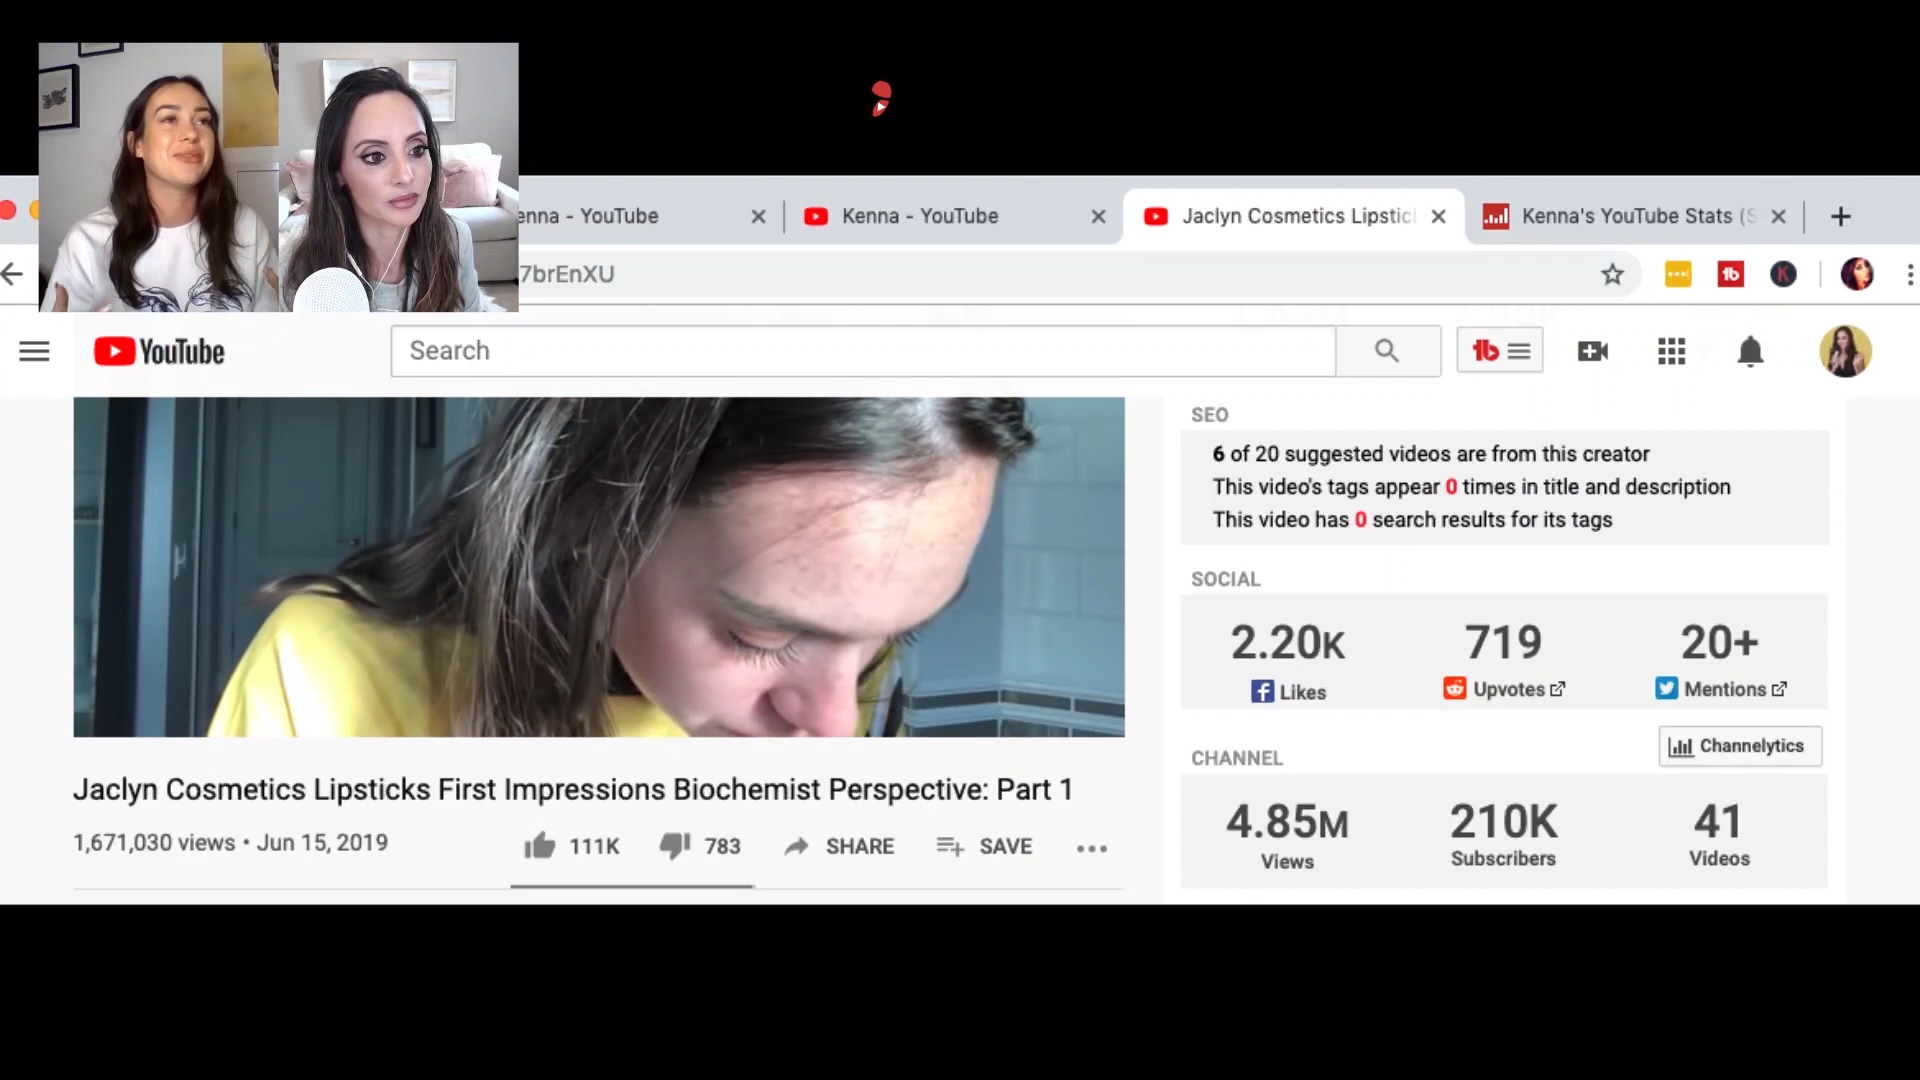 enna - YouTube
Kenna - YouTube
Jaclyn Cosmetics Lipstic
Kenna's YouTube Stats (S
7brEnXU
YouTube
Search
SEO
6 of 20 suggested videos are from this creator
This video's tags appear 0 times in title and description
This video has 0 search results for its tags
SOCIAL
2.20K
719
20+
Likes
Upvotes
Mentions
Channelytics
CHANNEL
4.85M
210K
41
Views
Subscribers
Videos
Jaclyn Cosmetics Lipsticks First Impressions Biochemist Perspective: Part 1
1,671,030 views • Jun 15, 2019
111K
783
SHARE
SAVE